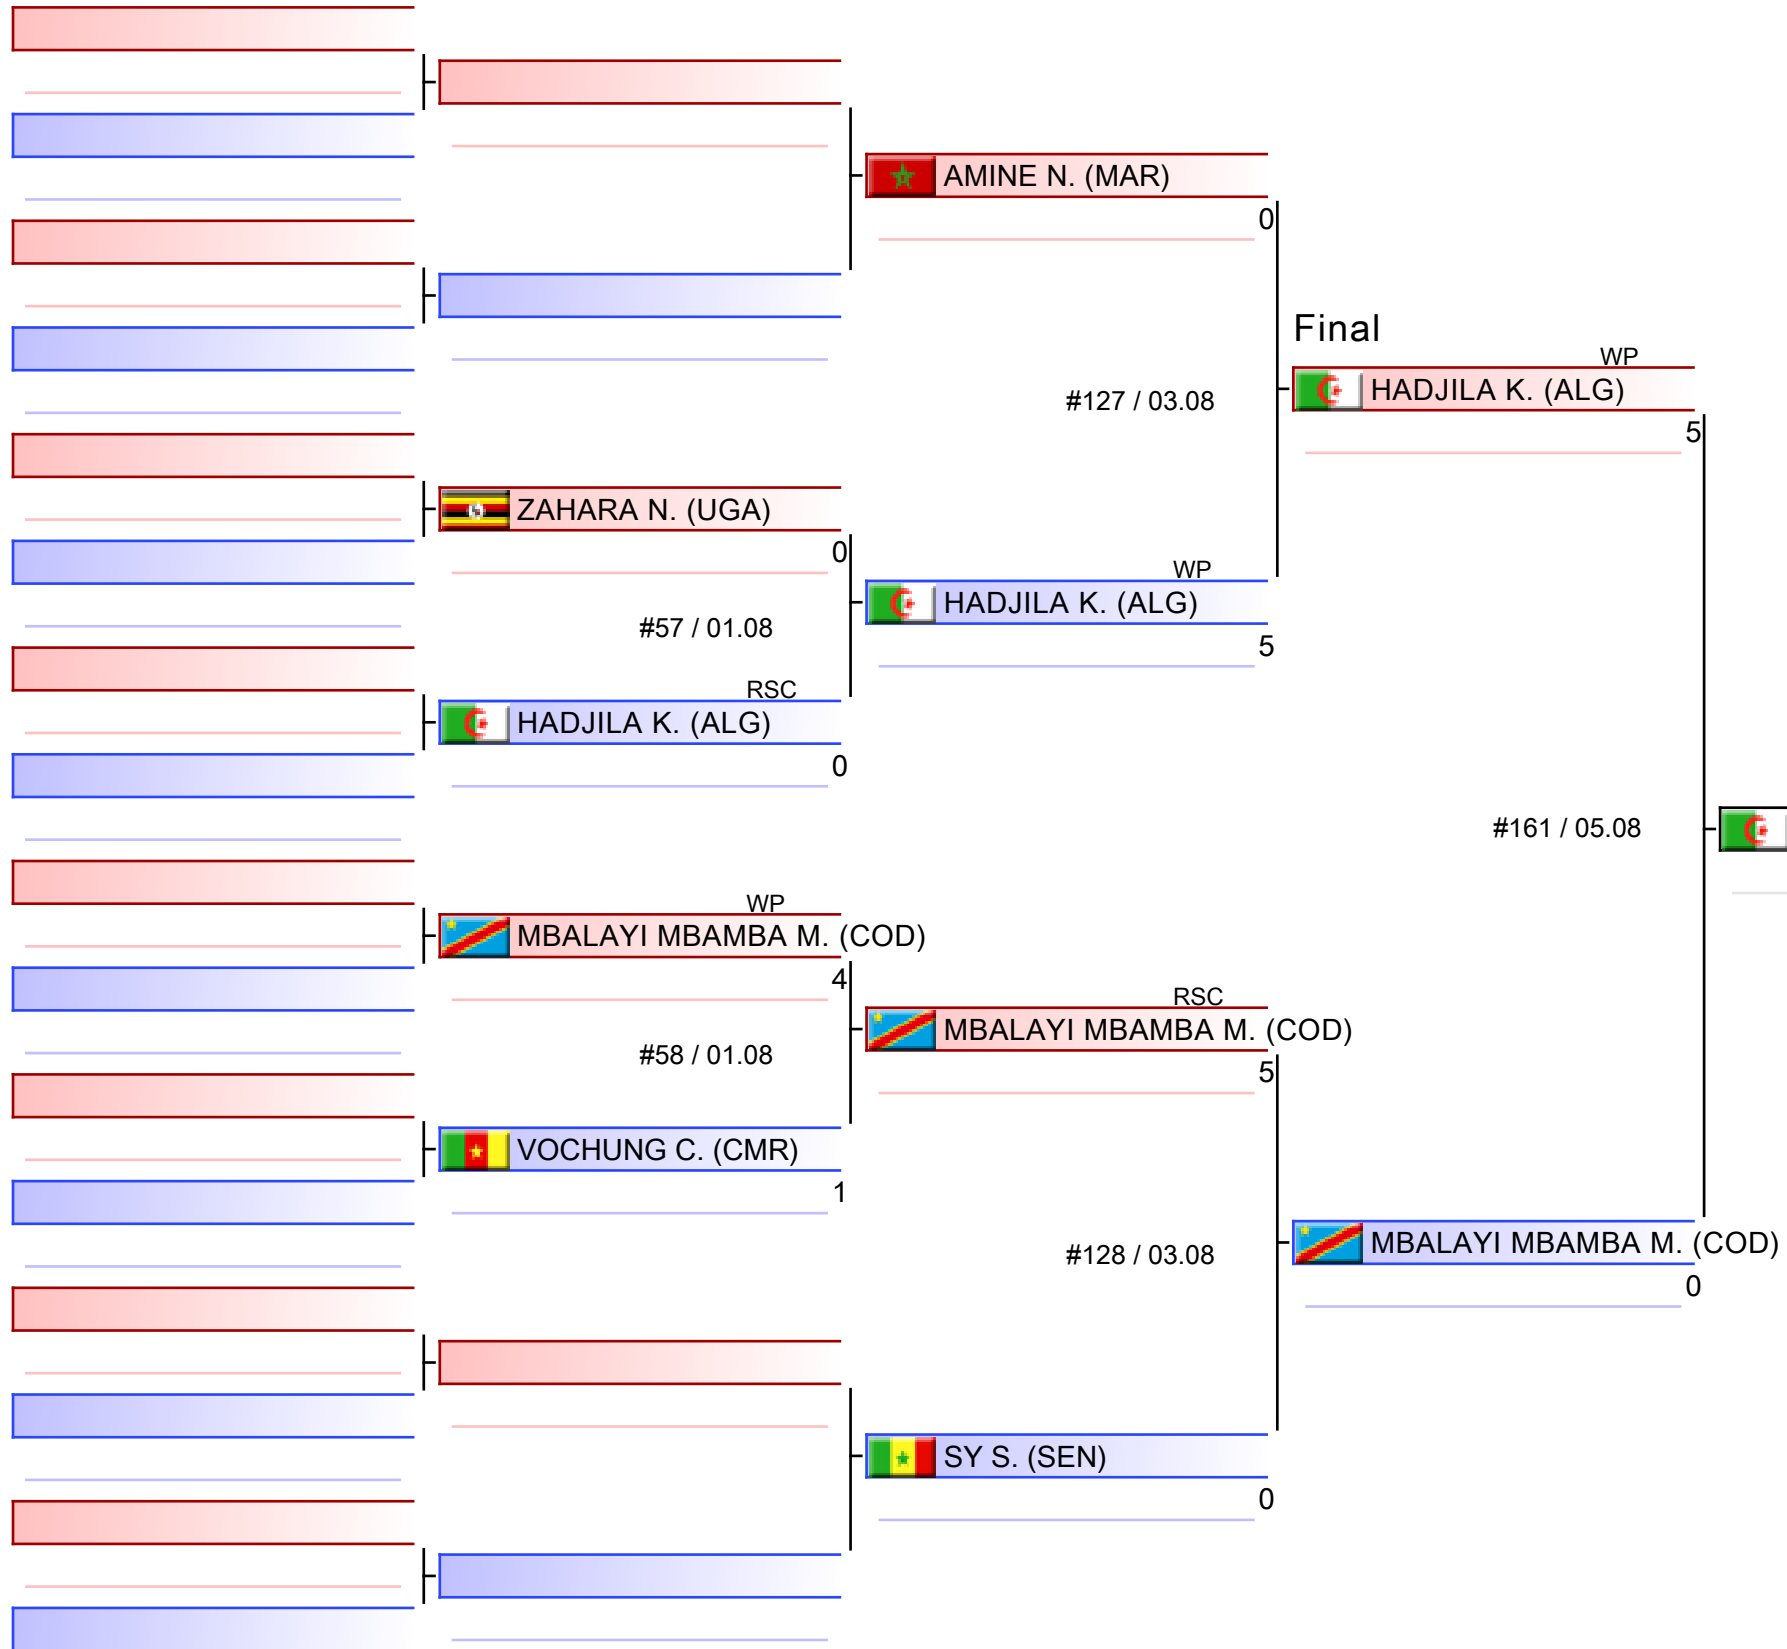 AMINE N. (MAR)
0
Final
WP
HADJILA K. (ALG)
#127 / 03.08
5
ZAHARA N. (UGA)
0
WP
HADJILA K. (ALG)
#57 / 01.08
5
RSC
HADJILA K. (ALG)
0
#161 / 05.08
WP
MBALAYI MBAMBA M. (COD)
4
RSC
MBALAYI MBAMBA M. (COD)
#58 / 01.08
5
VOCHUNG C. (CMR)
1
MBALAYI MBAMBA M. (COD)
#128 / 03.08
0
SY S. (SEN)
0